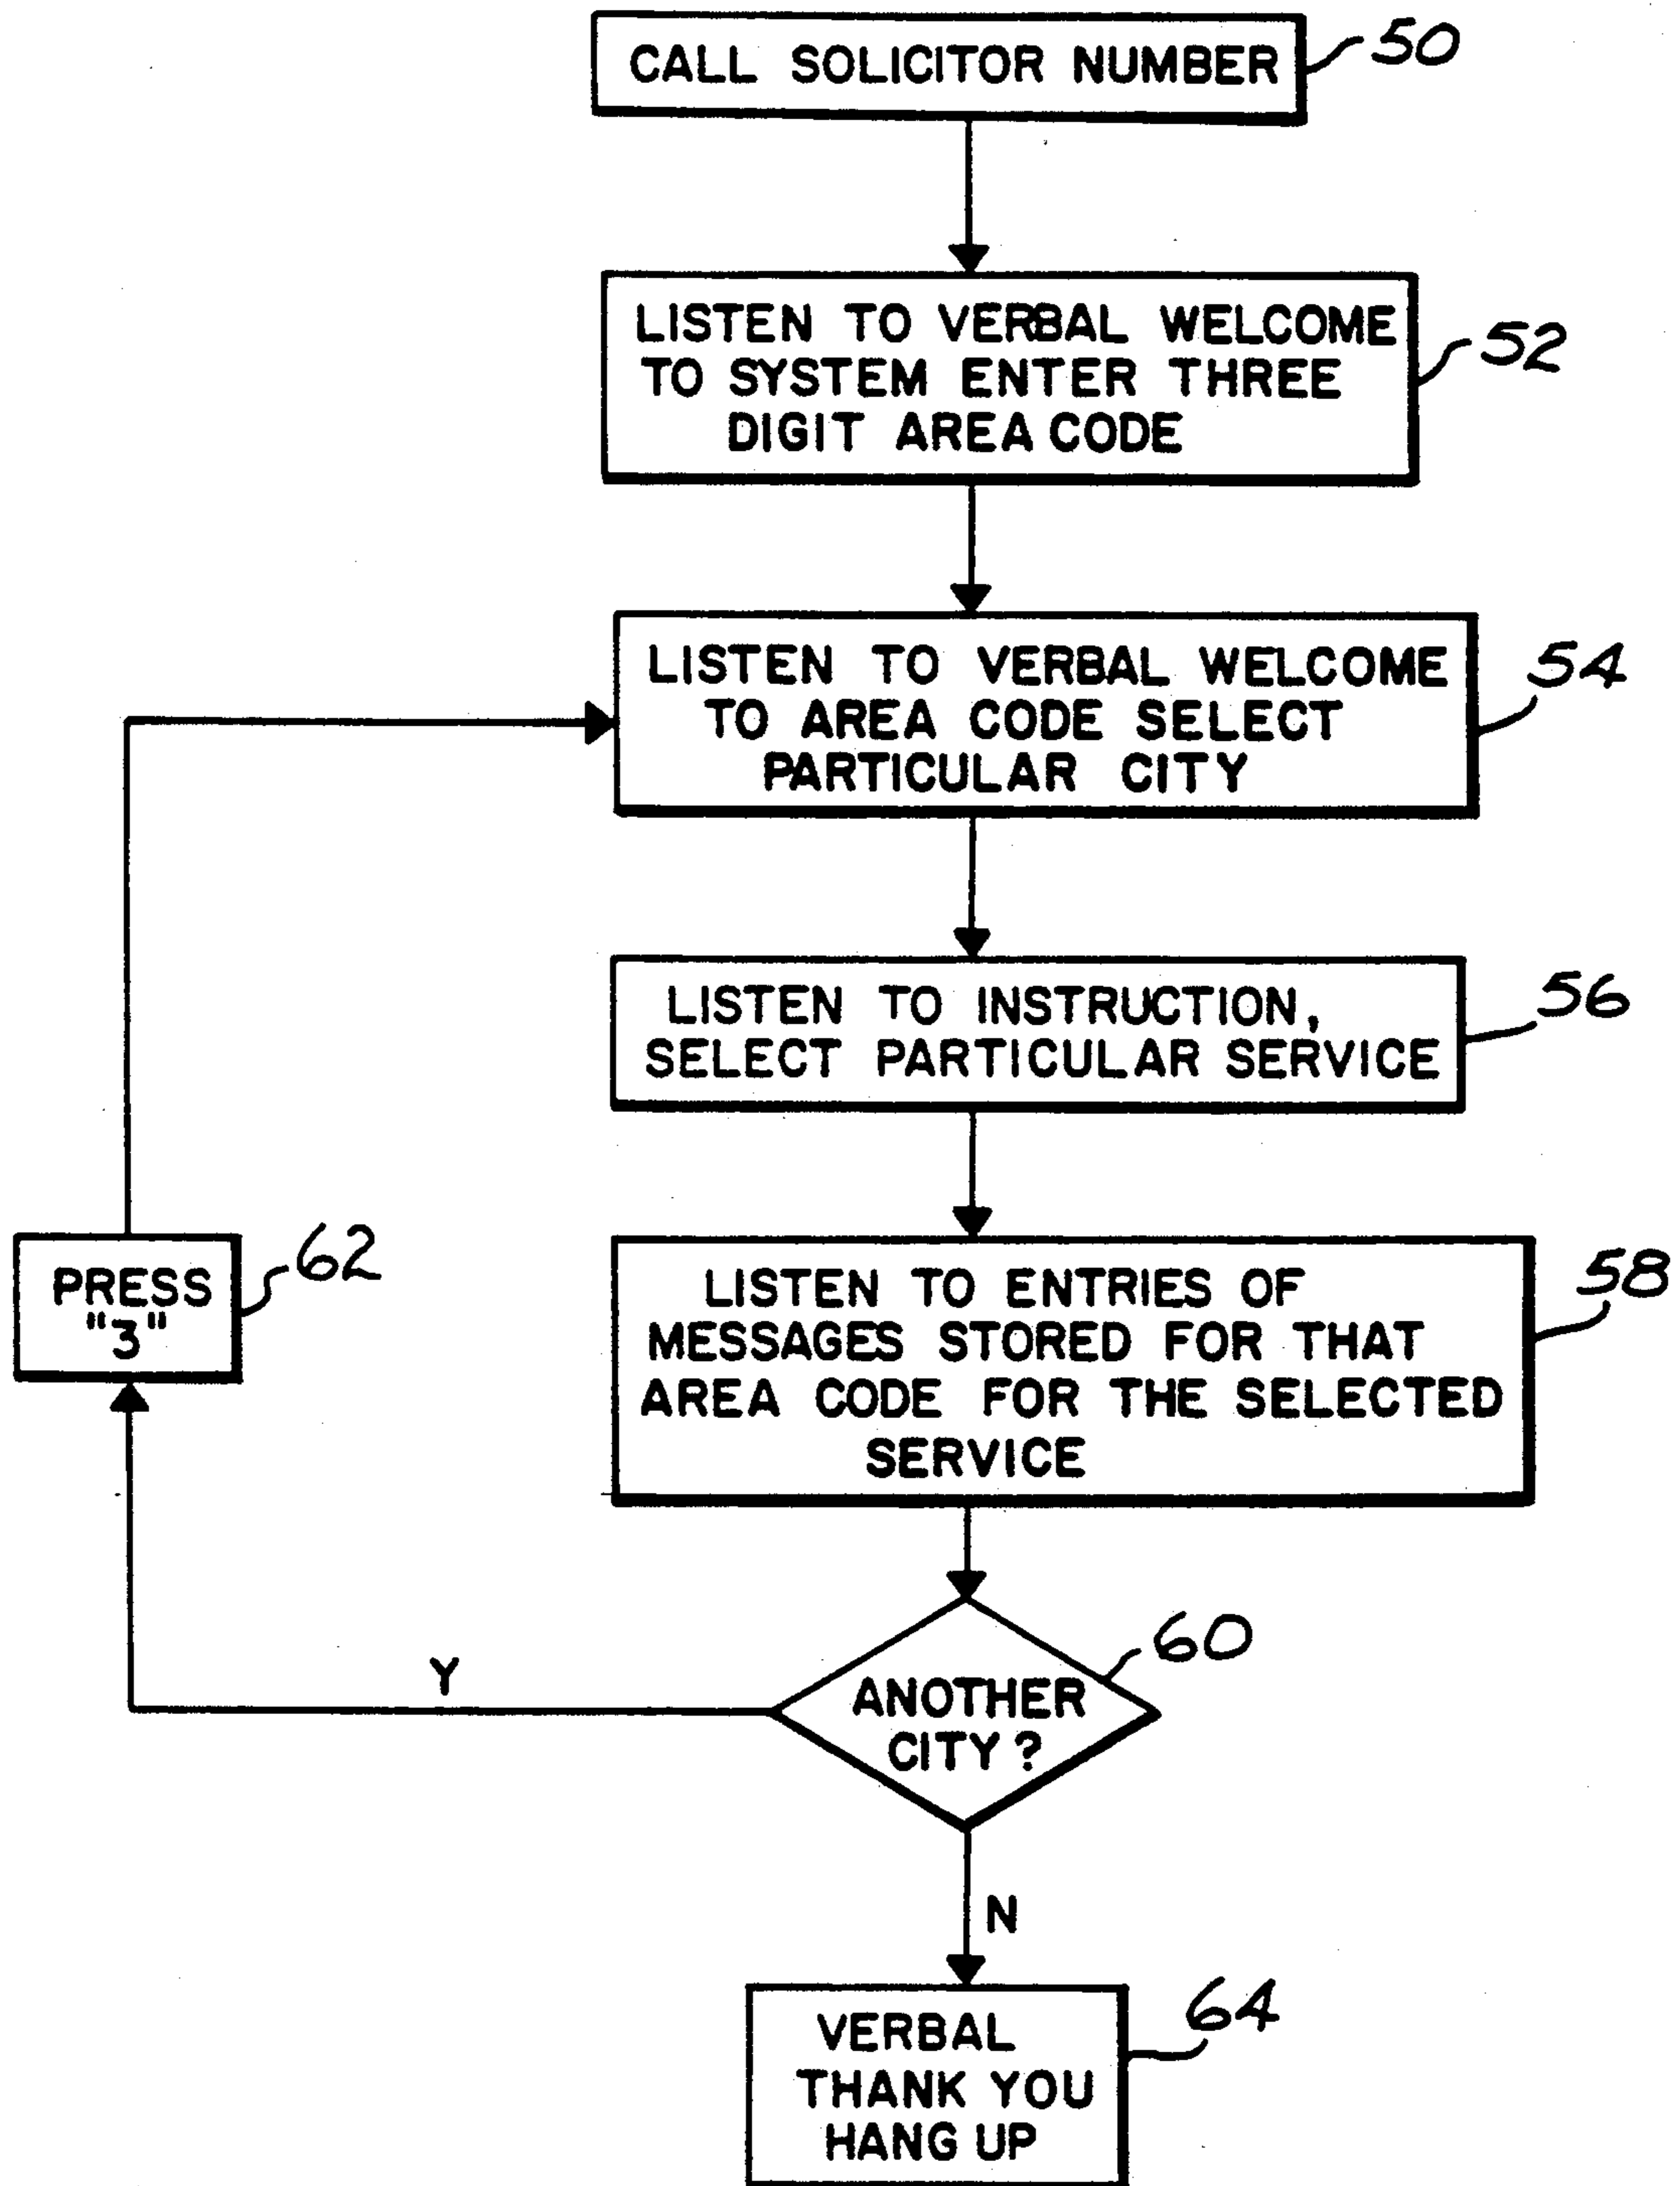 CALL SOLICITOR NUMBER
50
LISTEN TO VERBAL WELCOME
TO SYSTEM ENTER THREE
DIGIT AREA CODE
52
LISTEN TO VERBAL WELCOME
TO AREA CODE SELECT
PARTICULAR CITY
54
LISTEN TO INSTRUCTION,
SELECT PARTICULAR SERVICE
56
PRESS
"3"
62
LISTEN TO ENTRIES OF
MESSAGES STORED FOR THAT
AREA CODE FOR THE SELECTED
SERVICE
58
ANOTHER
CITY?
60
Y
N
VERBAL
THANK YOU
HANG UP
64